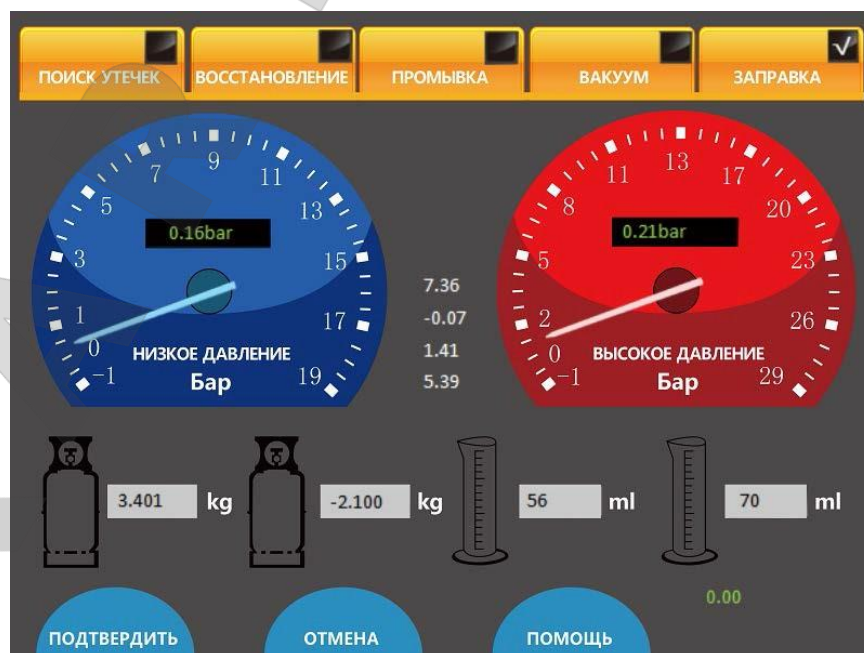 ПОИСК УТЕЧЕК ВОССТАНОВЛЕНИЕ ПРОМЫВКА ВАКУУМ ЗАПРАВКА
-1 0 1 3 5 7 9 11 13 15 17 19
0.16bar
НИЗКОЕ ДАВЛЕНИЕ
Бар
7.36
-0.07
1.41
5.39
-1 0 2 5 8 11 13 17 20 23 26 29
0.21bar
ВЫСОКОЕ ДАВЛЕНИЕ
Бар
3.401 kg -2.100 kg 56 ml 70 ml
0.00
ПОДТВЕРДИТЬ ОТМЕНА ПОМОЩЬ